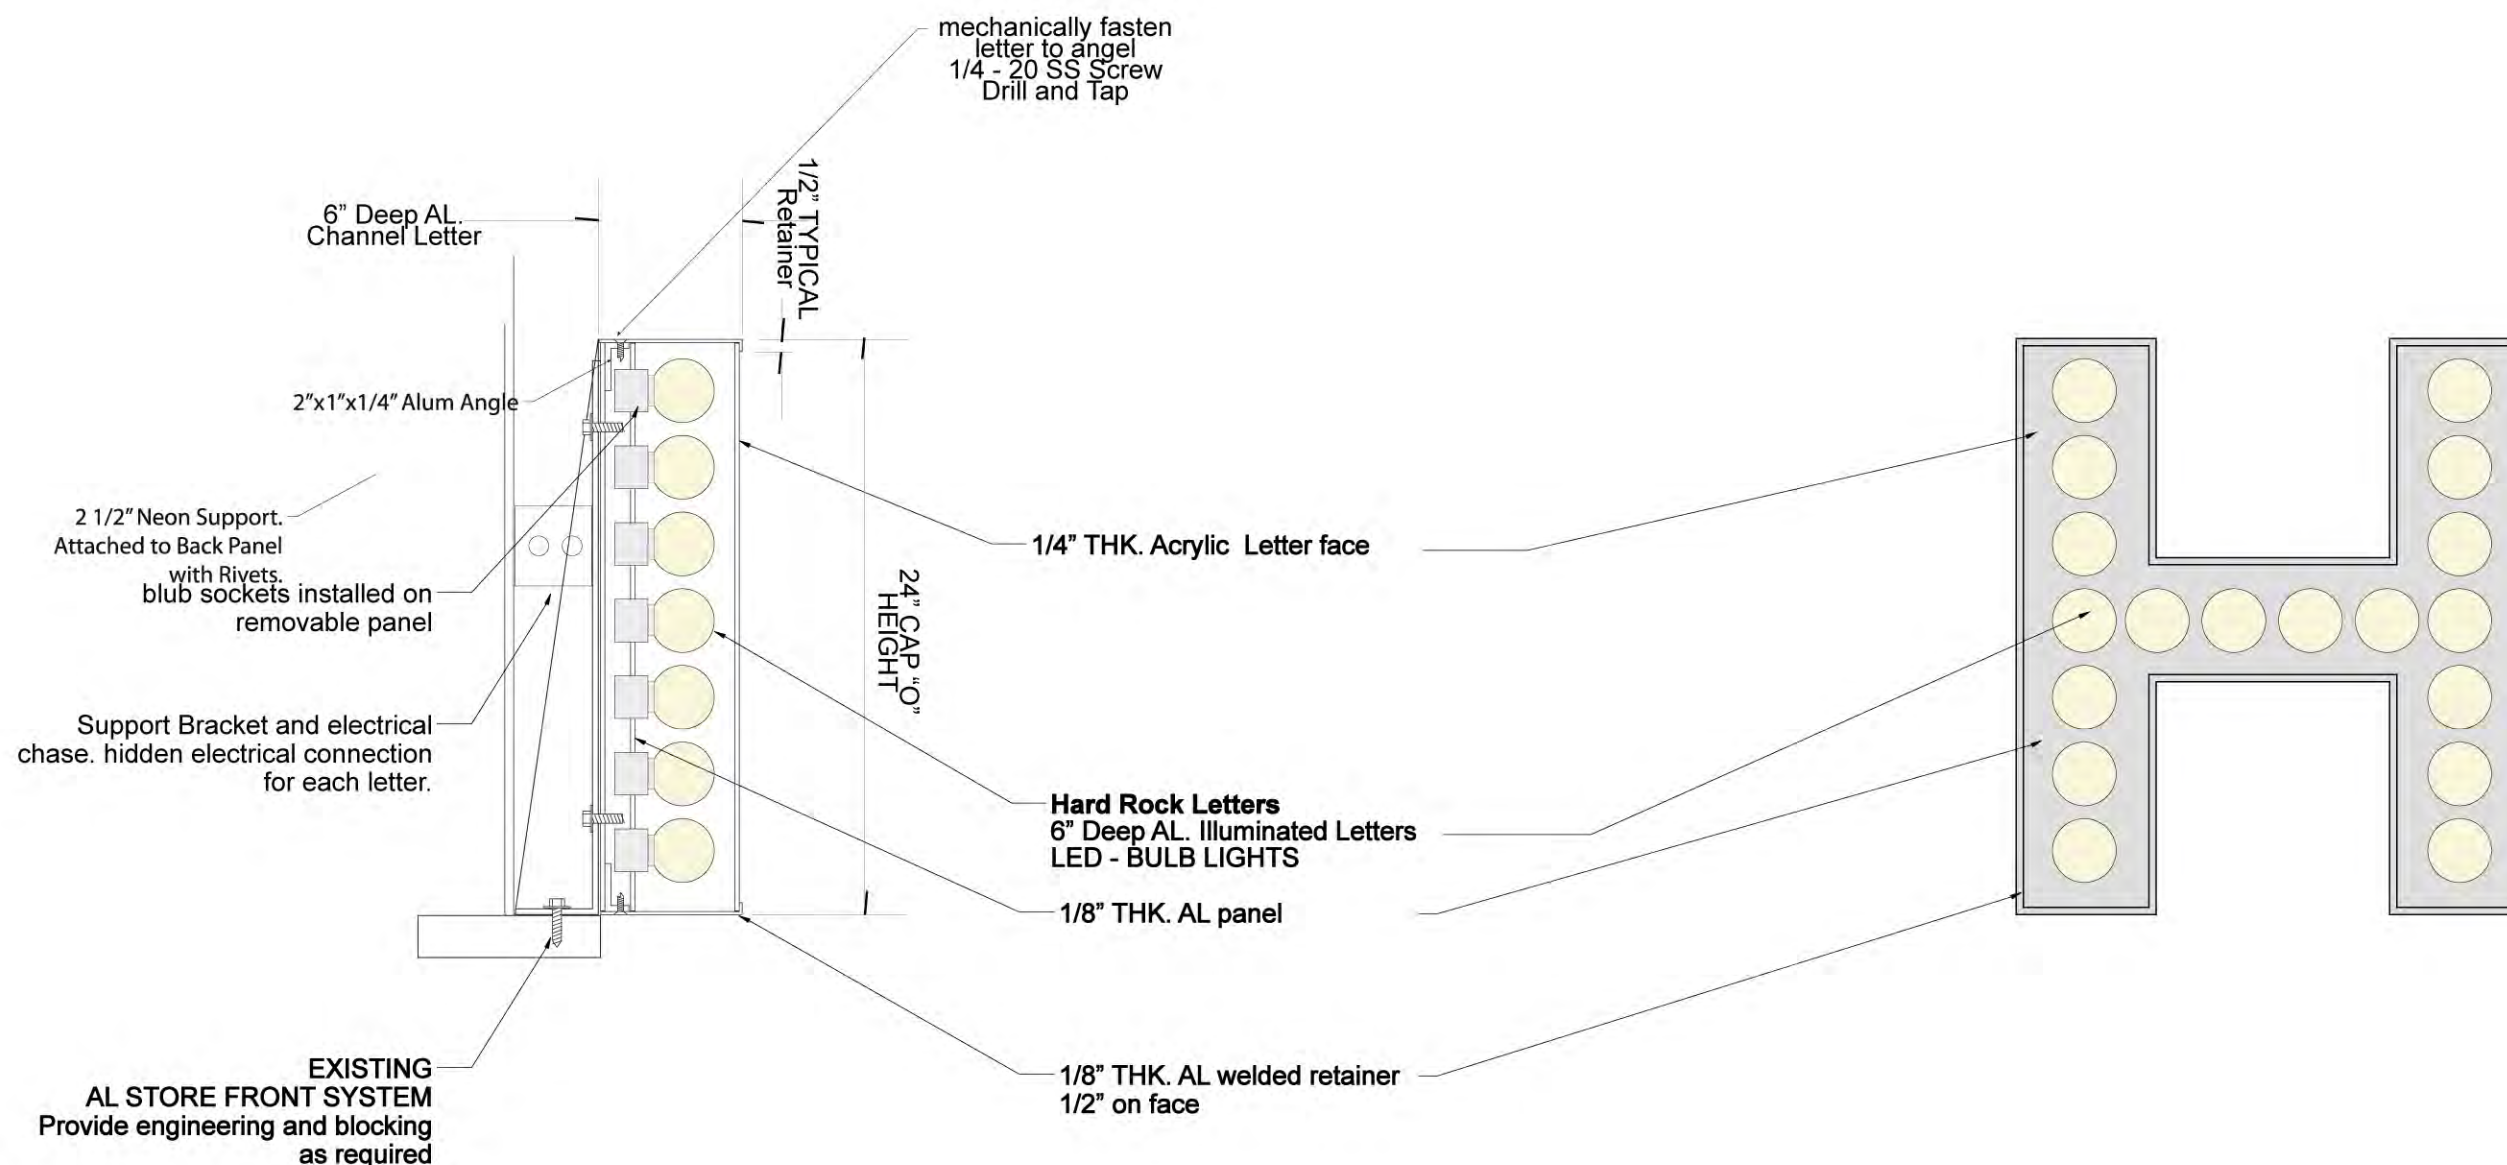 mechanically fasten
letter to angel
1/4 - 20 SS Screw
Drill and Tap
1/2” TYPICAL
Retainer
6” Deep AL.
Channel Letter
2”x1”x1/4” Alum Angle
2 1/2” Neon Support.
Attached to Back Panel
with Rivets.
blub sockets installed on
removable panel
Support Bracket and electrical
chase. hidden electrical connection
for each letter.
EXISTING
AL STORE FRONT SYSTEM
Provide engineering and blocking
as required
24” CAP “O”
HEIGHT
1/4” THK. Acrylic Letter face
Hard Rock Letters
6” Deep AL. Illuminated Letters
LED - BULB LIGHTS
1/8” THK. AL panel
1/8” THK. AL welded retainer
1/2” on face
H